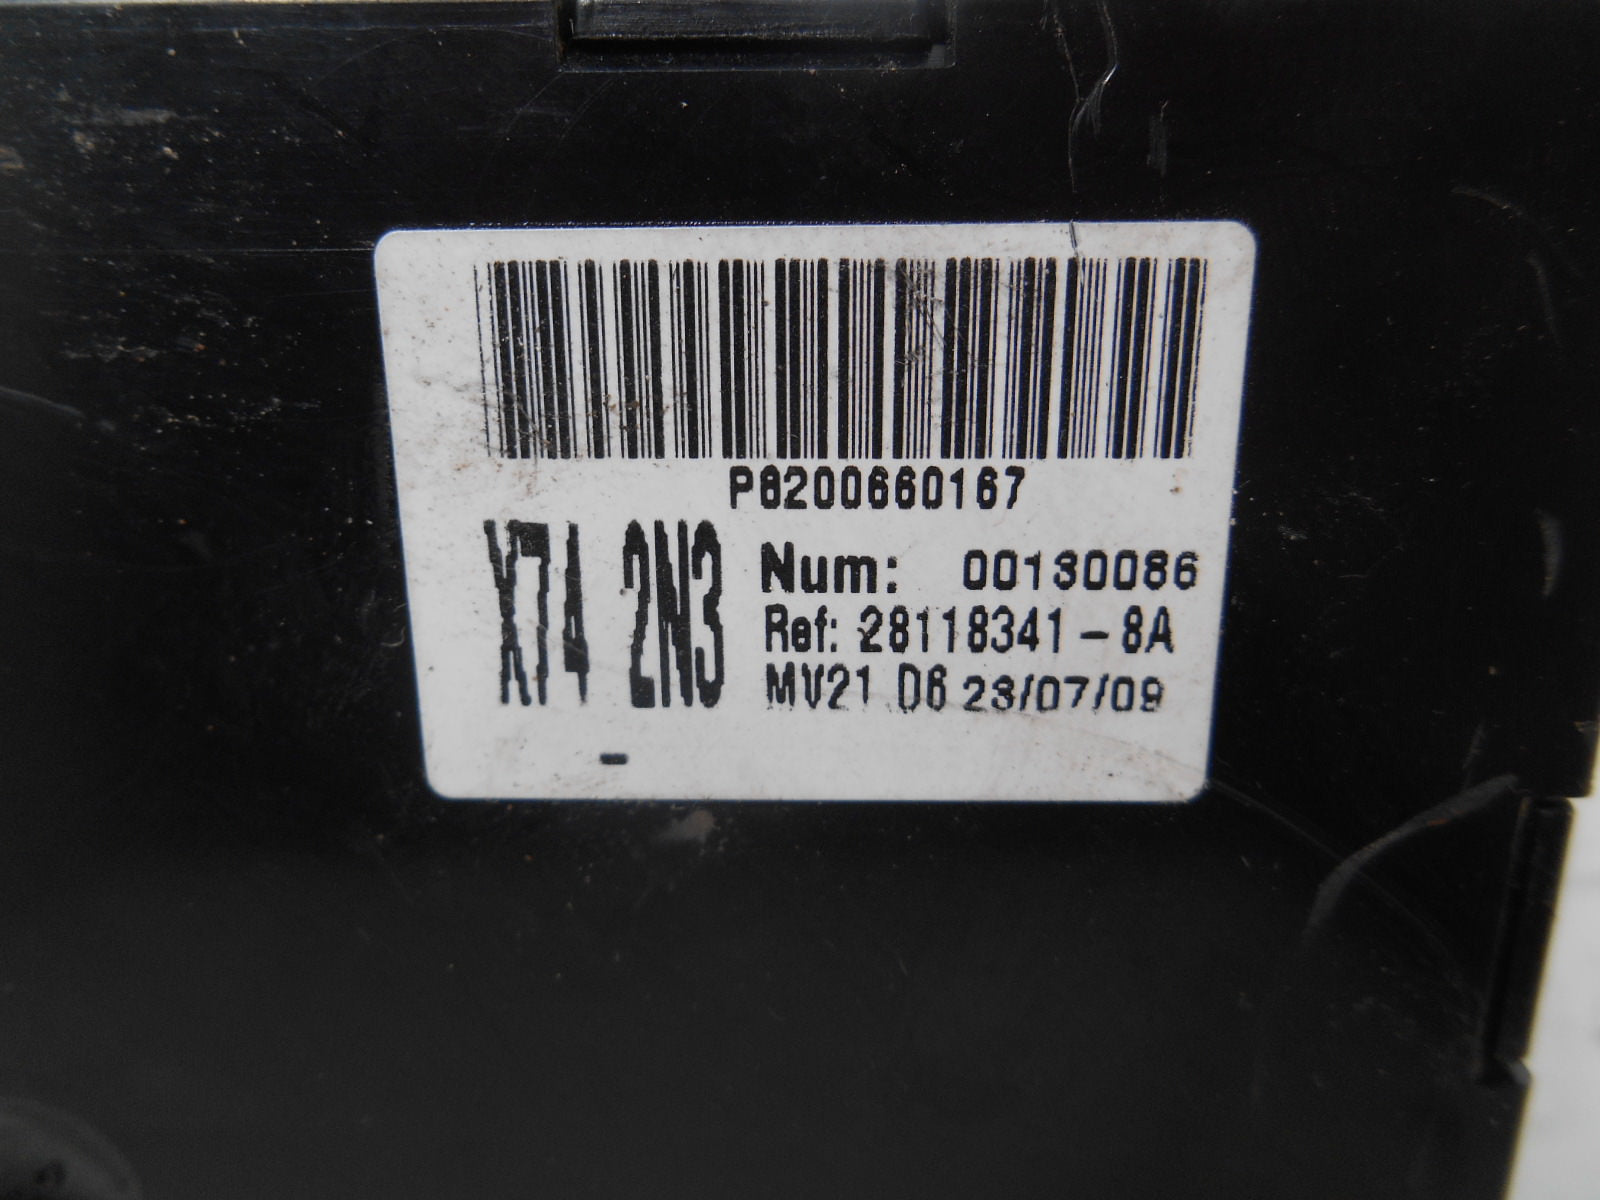 P8200660167
X74 2N3
Num: 00130086
Ref: 28118341-8A
MV21 D6 23/07/09
-